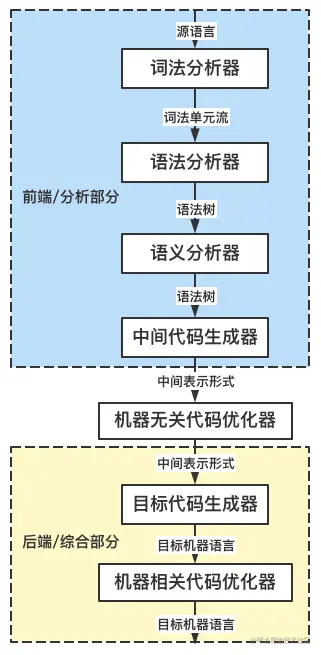 源语言
词法分析器
词法单元流
语法分析器
前端/分析部分
语法树
语义分析器
语法树
中间代码生成器
中间表示形式
机器无关代码优化器
中间表示形式
目标代码生成器
后端/综合部分
目标机器语言
机器相关代码优化器
目标机器语言